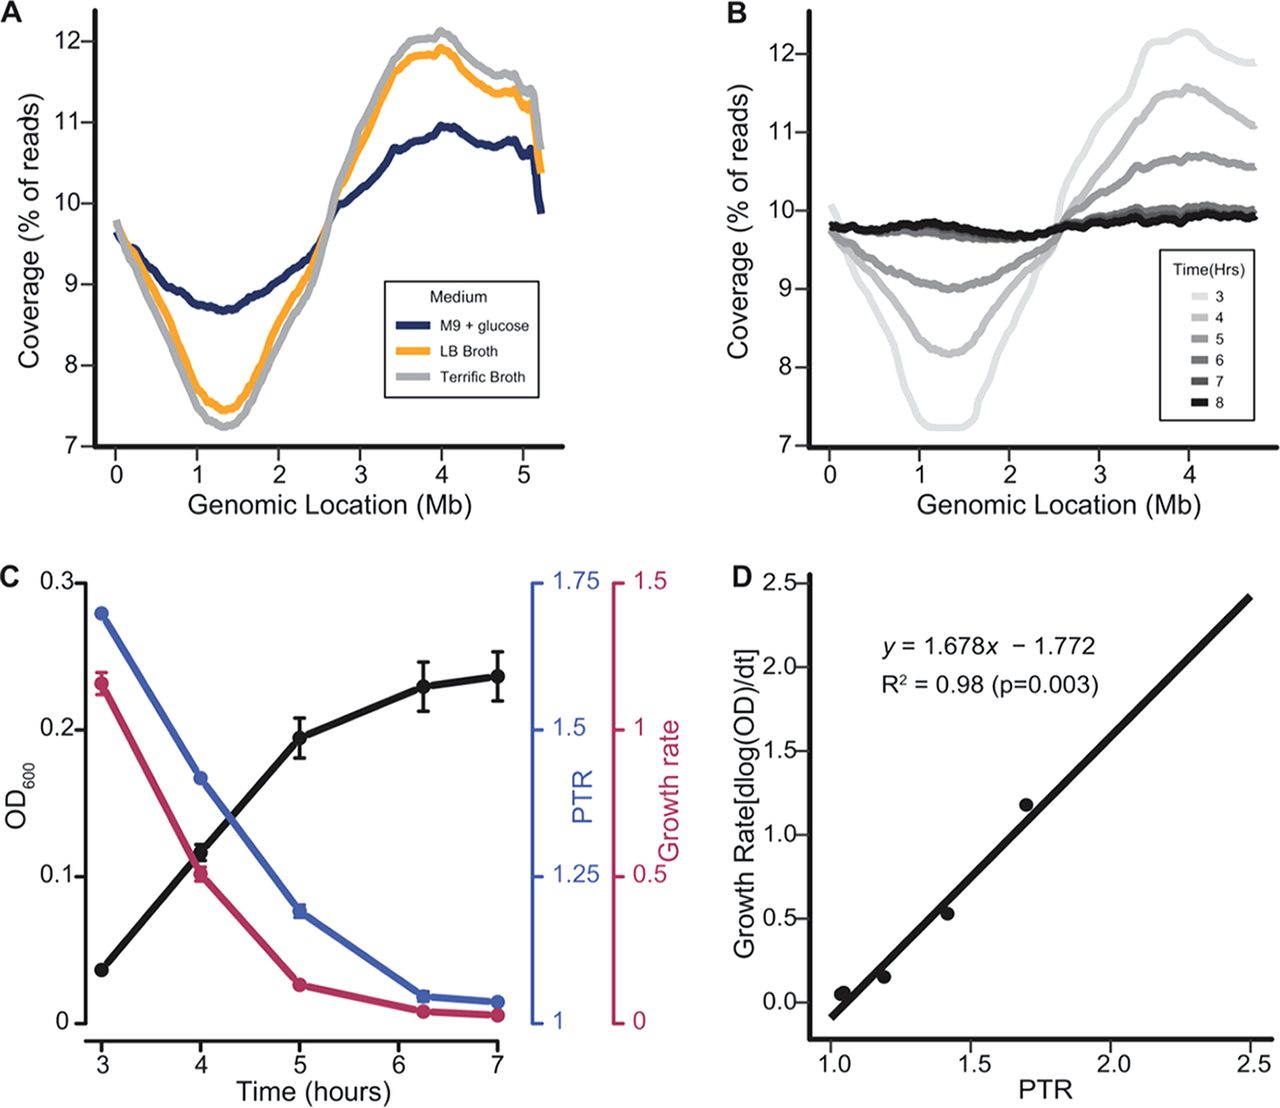 A
Coverage (% of reads)
12
11
10
9
8
7
0 1 2 3 4 5
Genomic Location (Mb)
Medium
M9 + glucose
LB Broth
Terrific Broth
B
Coverage (% of reads)
12
11
10
9
8
7
0 1 2 3 4
Genomic Location (Mb)
Time(Hrs)
3
4
5
6
7
8
C
OD600
0.3
0.2
0.1
0
3 4 5 6 7
Time (hours)
1.75
1.5
1.25
1
PTR
1.5
1
0.5
0
Growth rate
D
Growth Rate[dlog(OD)/dt]
2.5
2.0
1.5
1.0
0.5
0.0
y = 1.678x − 1.772
R² = 0.98 (p=0.003)
1.0 1.5 2.0 2.5
PTR